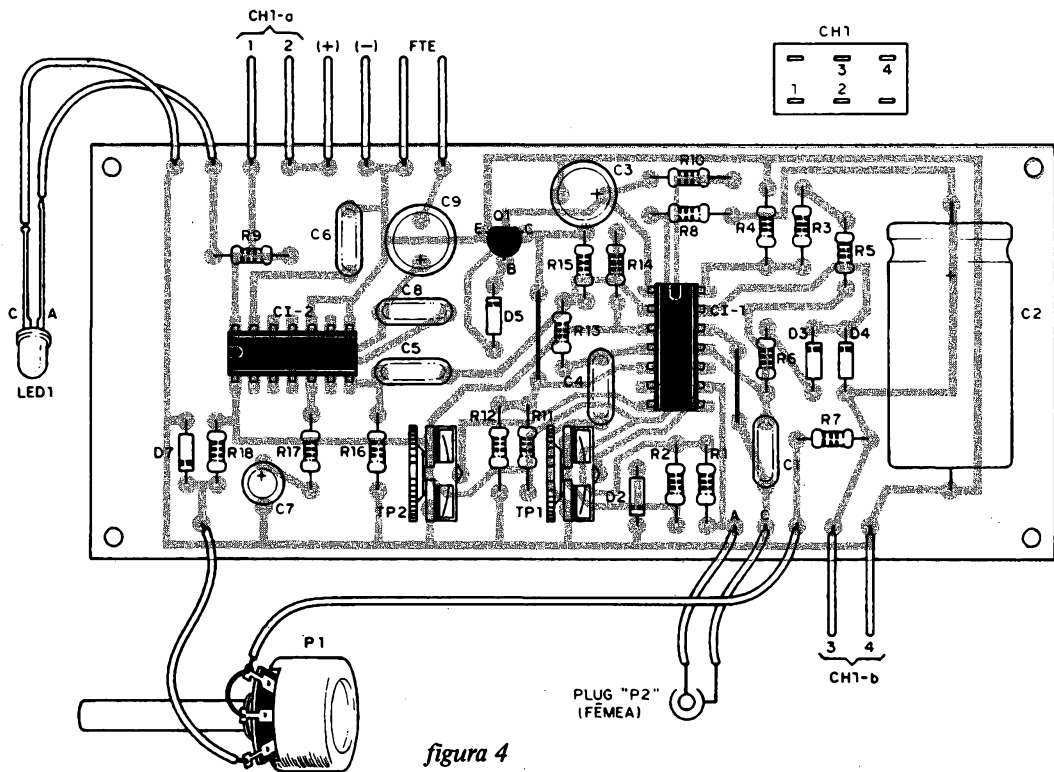 CH1-a
1 2 (+) (-) FTE
CH1
3 4
1 2
R10
C3
C9
C6
Q1
E C
B
R8
R4
R3
R5
R9
R15
R14
C8
D5
CI-2
CI-1
R13
C2
D3
D4
R6
C A
LED1
C5
C4
R12
R11
R7
D7
R18
R17
R16
R2
R1
C1
TP2
TP1
D2
C7
A C
P1
3 4
CH1-b
PLUG "P2"
(FÊMEA)
figura 4